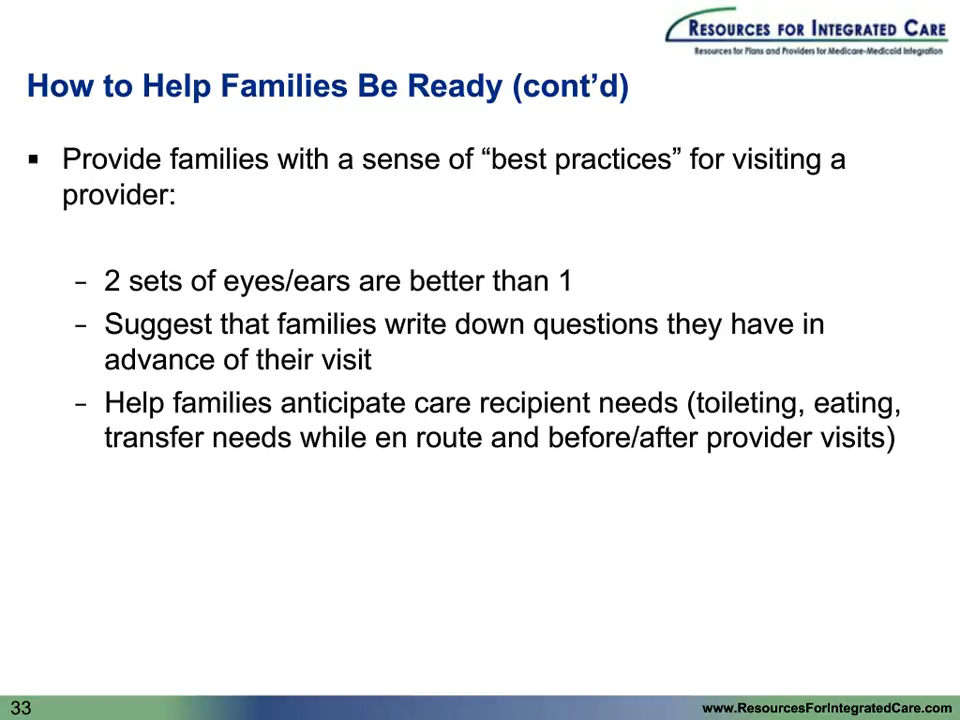 RESOURCES FOR INTEGRATED CARE
Resources for Plans and Providers for Medicare-Medicaid Integration
How to Help Families Be Ready (cont’d)
▪ Provide families with a sense of “best practices” for visiting a
provider:
– 2 sets of eyes/ears are better than 1
– Suggest that families write down questions they have in
advance of their visit
– Help families anticipate care recipient needs (toileting, eating,
transfer needs while en route and before/after provider visits)
33
www.ResourcesForIntegratedCare.com